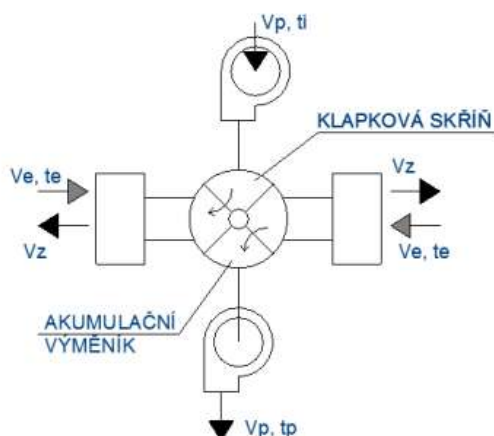 Vp, ti
KLAPKOVÁ SKŘÍŇ
Ve, te
Vz
Vz
Ve, te
AKUMULAČNÍ
VÝMĚNÍK
Vp, tp